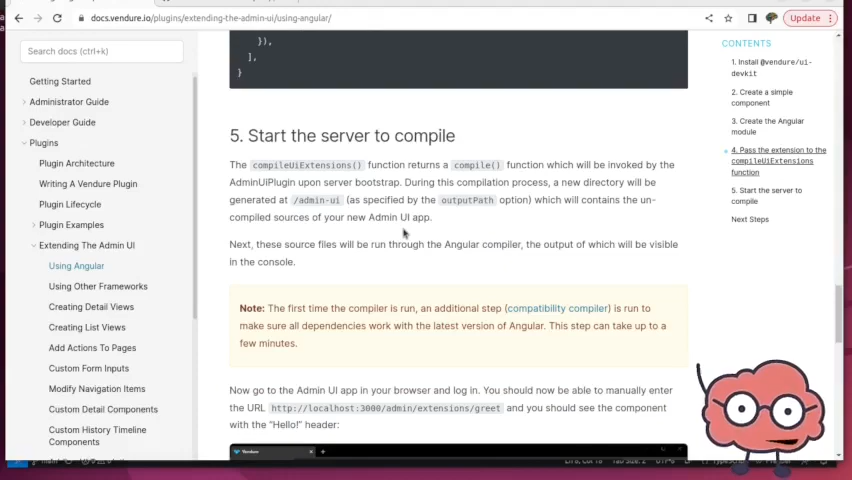 docs.vendure.io/plugins/extending-the-admin-ui/using-angular/
Update
Search docs (ctrl+k)
Getting Started
Administrator Guide
Developer Guide
Plugins
Plugin Architecture
Writing A Vendure Plugin
Plugin Lifecycle
Plugin Examples
Extending The Admin UI
Using Angular
Using Other Frameworks
Creating Detail Views
Creating List Views
Add Actions To Pages
Custom Form Inputs
Modify Navigation Items
Custom Detail Components
Custom History Timeline
Components
}),
],
}
5. Start the server to compile
The compileUiExtensions() function returns a compile() function which will be invoked by the
AdminUiPlugin upon server bootstrap. During this compilation process, a new directory will be
generated at /admin-ui (as specified by the outputPath option) which will contains the un-
compiled sources of your new Admin UI app.
Next, these source files will be run through the Angular compiler, the output of which will be visible
in the console.
Note: The first time the compiler is run, an additional step (compatibility compiler) is run to
make sure all dependencies work with the latest version of Angular. This step can take up to a
few minutes.
Now go to the Admin UI app in your browser and log in. You should now be able to manually enter
the URL http://localhost:3000/admin/extensions/greet and you should see the component
with the “Hello!” header:
Vendure
CONTENTS
1. Install @vendure/ui-
devkit
2. Create a simple
component
3. Create the Angular
module
4. Pass the extension to the
compileUiExtensions
function
5. Start the server to
compile
Next Steps